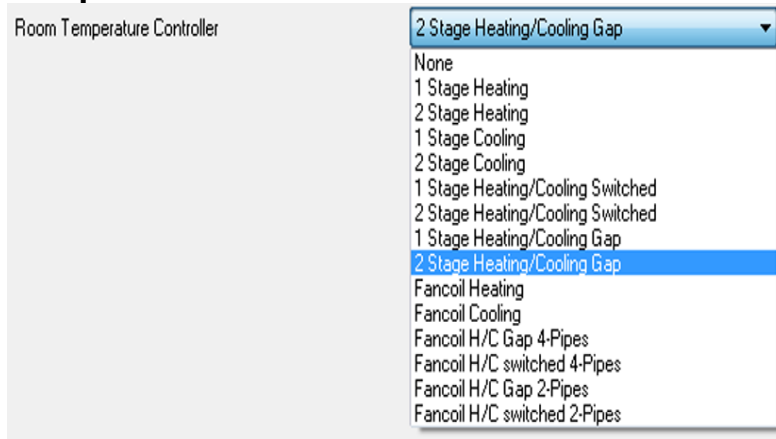 Room Temperature Controller
2 Stage Heating/Cooling Gap
None
1 Stage Heating
2 Stage Heating
1 Stage Cooling
2 Stage Cooling
1 Stage Heating/Cooling Switched
2 Stage Heating/Cooling Switched
1 Stage Heating/Cooling Gap
2 Stage Heating/Cooling Gap
Fancoil Heating
Fancoil Cooling
Fancoil H/C Gap 4-Pipes
Fancoil H/C switched 4-Pipes
Fancoil H/C Gap 2-Pipes
Fancoil H/C switched 2-Pipes